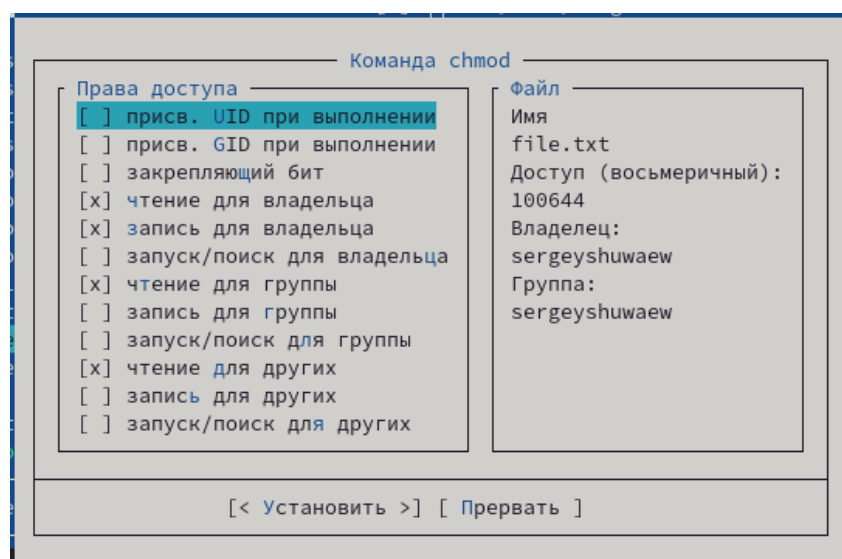 Команда chmod
Права доступа
[ ] присв. UID при выполнении
[ ] присв. GID при выполнении
[ ] закрепляющий бит
[x] чтение для владельца
[x] запись для владельца
[ ] запуск/поиск для владельца
[x] чтение для группы
[ ] запись для группы
[ ] запуск/поиск для группы
[x] чтение для других
[ ] запись для других
[ ] запуск/поиск для других
Файл
Имя
file.txt
Доступ (восьмеричный):
100644
Владелец:
sergeyshuwaew
Группа:
sergeyshuwaew
[< Установить >] [ Прервать ]